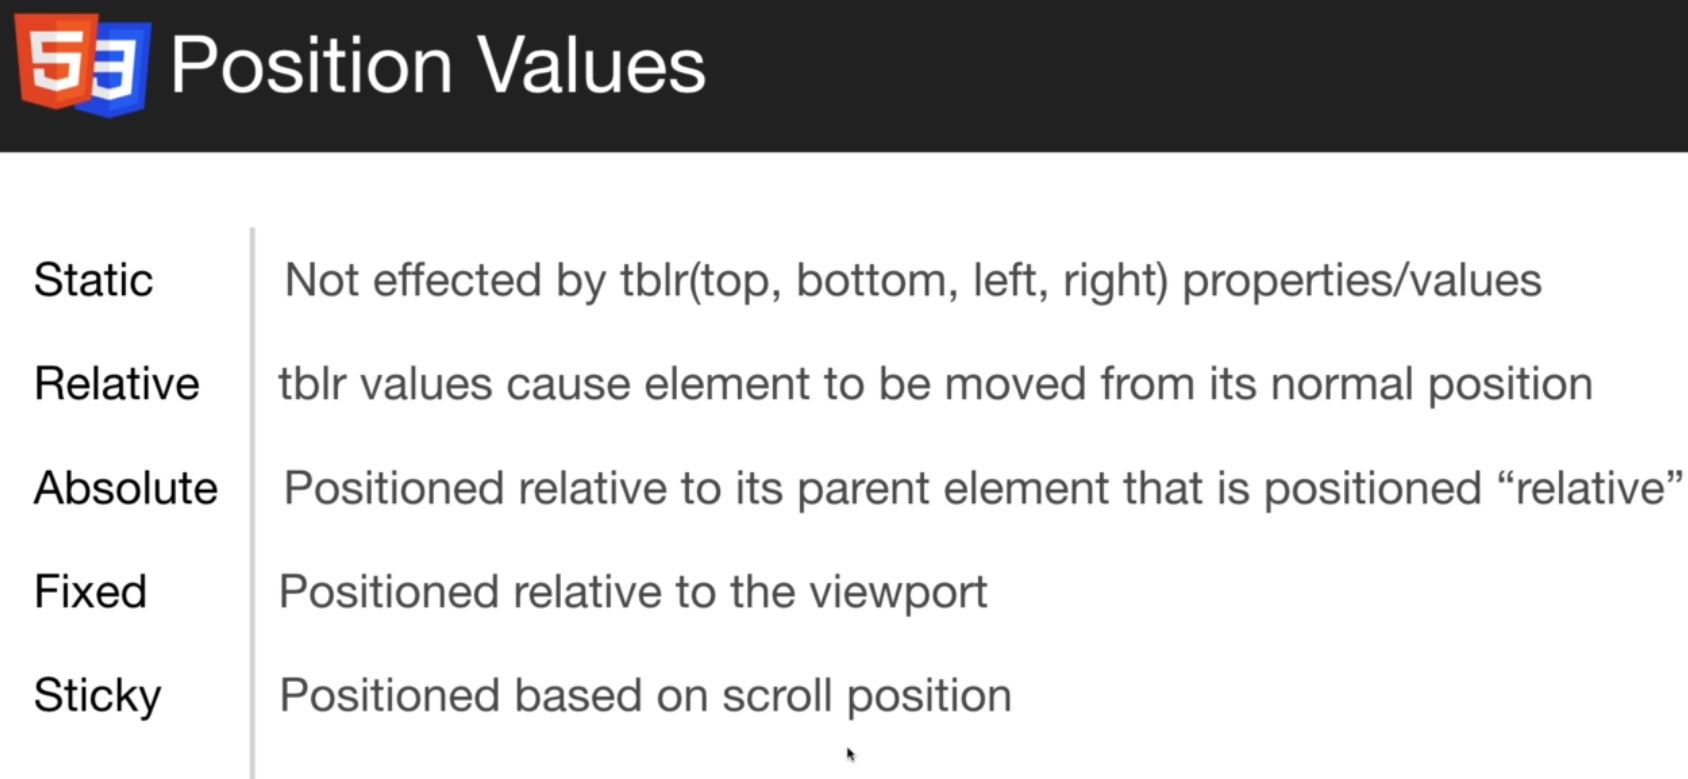 5 3 Position Values
Static Not effected by tblr(top, bottom, left, right) properties/values
Relative tblr values cause element to be moved from its normal position
Absolute Positioned relative to its parent element that is positioned “relative”
Fixed Positioned relative to the viewport
Sticky Positioned based on scroll position